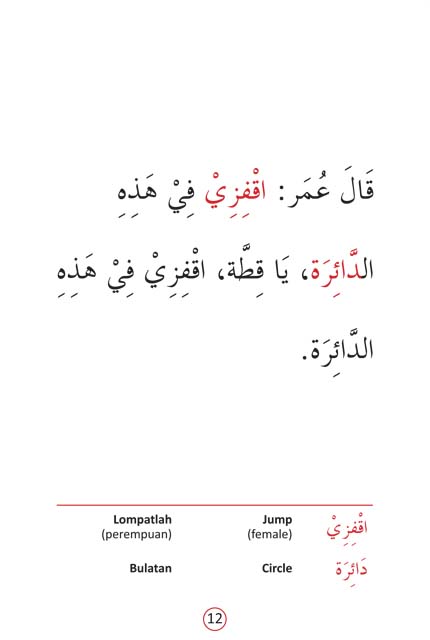 قَالَ عُمَر: اقْفِزِيْ فِيْ هَذِهِ
الدَّائِرَة، يَا قِطَّة، اقْفِزِيْ فِيْ هَذِهِ
الدَّائِرَة.
Lompatlah Jump اقْفِزِيْ
(perempuan) (female)
Bulatan Circle دَائِرَة
12